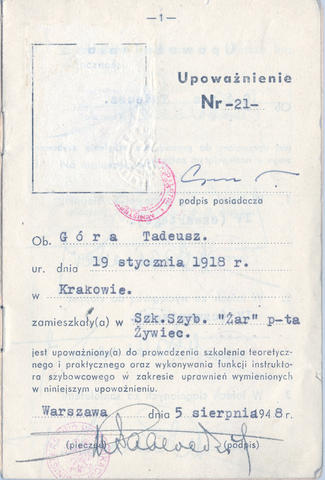 —1—
Upoważnienie
Nr-21-
podpis posiadacza
Ob. Góra Tadeusz.
ur. dnia 19 stycznia 1918 r.
w Krakowie.
zamieszkały(a) w Szk.Szyb. "Żar" p-ta
Żywiec.
jest upoważniony(a) do prowadzenia szkolenia teoretycz-
nego i praktycznego oraz wykonywania funkcji instrukto-
ra szybowcowego w zakresie uprawnień wymienionych
w niniejszym upoważnieniu.
Warszawa dnia 5 sierpnia 1948 r.
(pieczęć) (podpis)